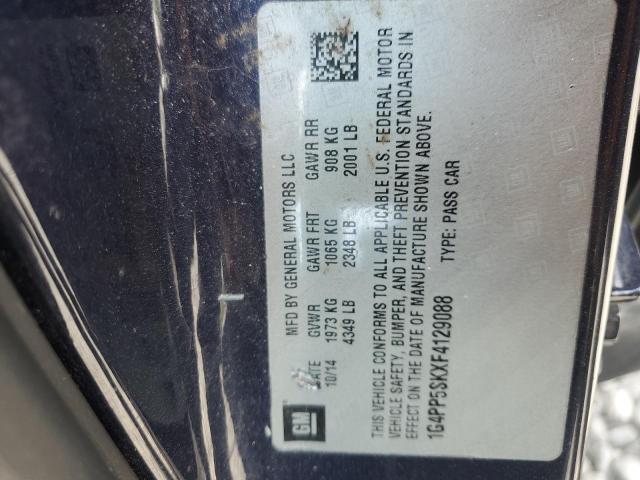 GM
MFD BY GENERAL MOTORS LLC
DATE GVWR GAWR FRT GAWR RR
10/14 1973 KG 1065 KG 908 KG
4349 LB 2348 LB 2001 LB
THIS VEHICLE CONFORMS TO ALL APPLICABLE U.S. FEDERAL MOTOR
VEHICLE SAFETY, BUMPER, AND THEFT PREVENTION STANDARDS IN
EFFECT ON THE DATE OF MANUFACTURE SHOWN ABOVE.
1G4PP5SKXF4129088 TYPE: PASS CAR